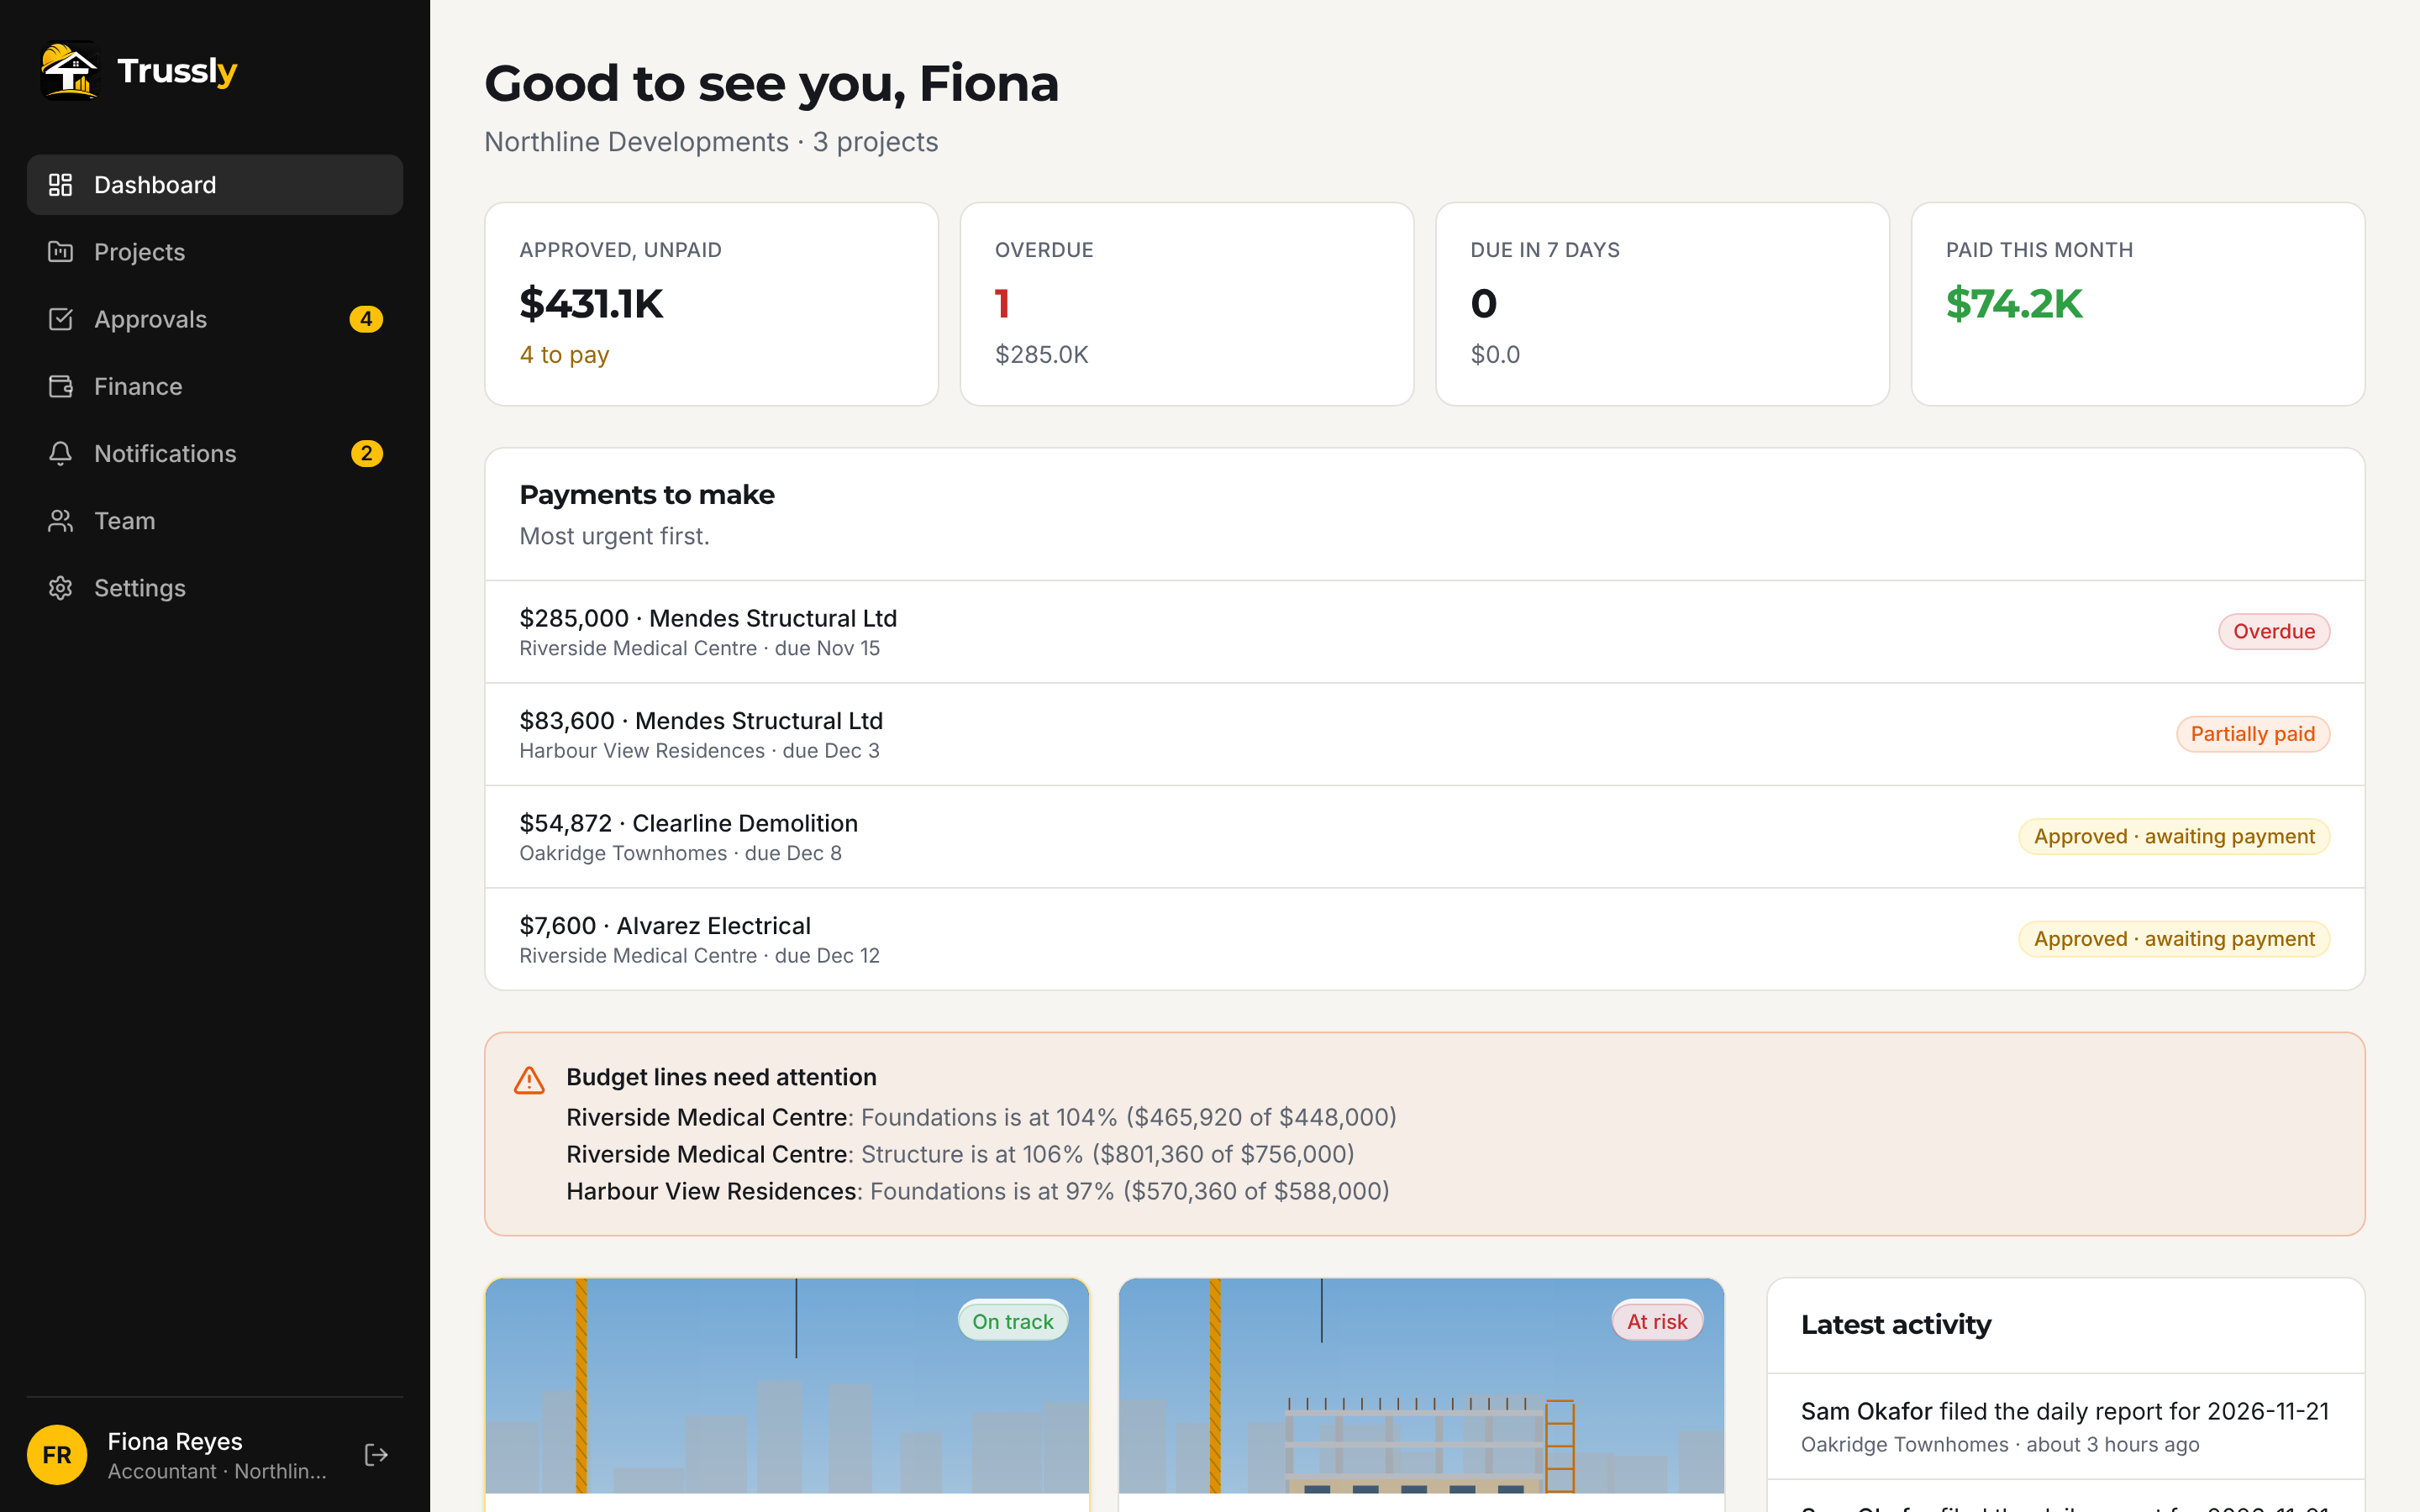 Trussly
Dashboard
Projects
Approvals 4
Finance
Notifications 2
Team
Settings
FR
Fiona Reyes
Accountant · Northlin...
Good to see you, Fiona
Northline Developments · 3 projects
APPROVED, UNPAID
$431.1K
4 to pay
OVERDUE
1
$285.0K
DUE IN 7 DAYS
0
$0.0
PAID THIS MONTH
$74.2K
Payments to make
Most urgent first.
$285,000 · Mendes Structural Ltd
Riverside Medical Centre · due Nov 15
Overdue
$83,600 · Mendes Structural Ltd
Harbour View Residences · due Dec 3
Partially paid
$54,872 · Clearline Demolition
Oakridge Townhomes · due Dec 8
Approved · awaiting payment
$7,600 · Alvarez Electrical
Riverside Medical Centre · due Dec 12
Approved · awaiting payment
Budget lines need attention
Riverside Medical Centre: Foundations is at 104% ($465,920 of $448,000)
Riverside Medical Centre: Structure is at 106% ($801,360 of $756,000)
Harbour View Residences: Foundations is at 97% ($570,360 of $588,000)
On track
At risk
Latest activity
Sam Okafor filed the daily report for 2026-11-21
Oakridge Townhomes · about 3 hours ago